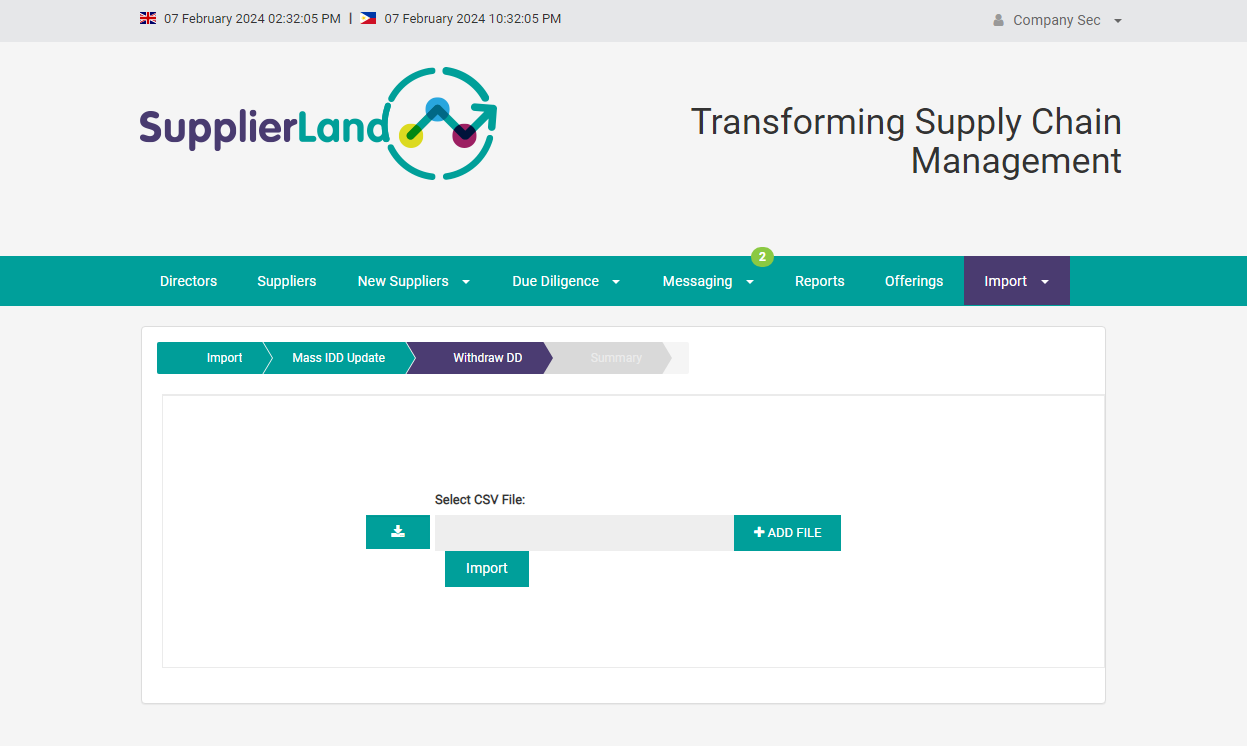 07 February 2024 02:32:05 PM | 07 February 2024 10:32:05 PM
Company Sec
SupplierLand
Transforming Supply Chain
Management
2
Directors Suppliers New Suppliers Due Diligence Messaging Reports Offerings Import
Import Mass IDD Update Withdraw DD Summary
Select CSV File:
ADD FILE
Import